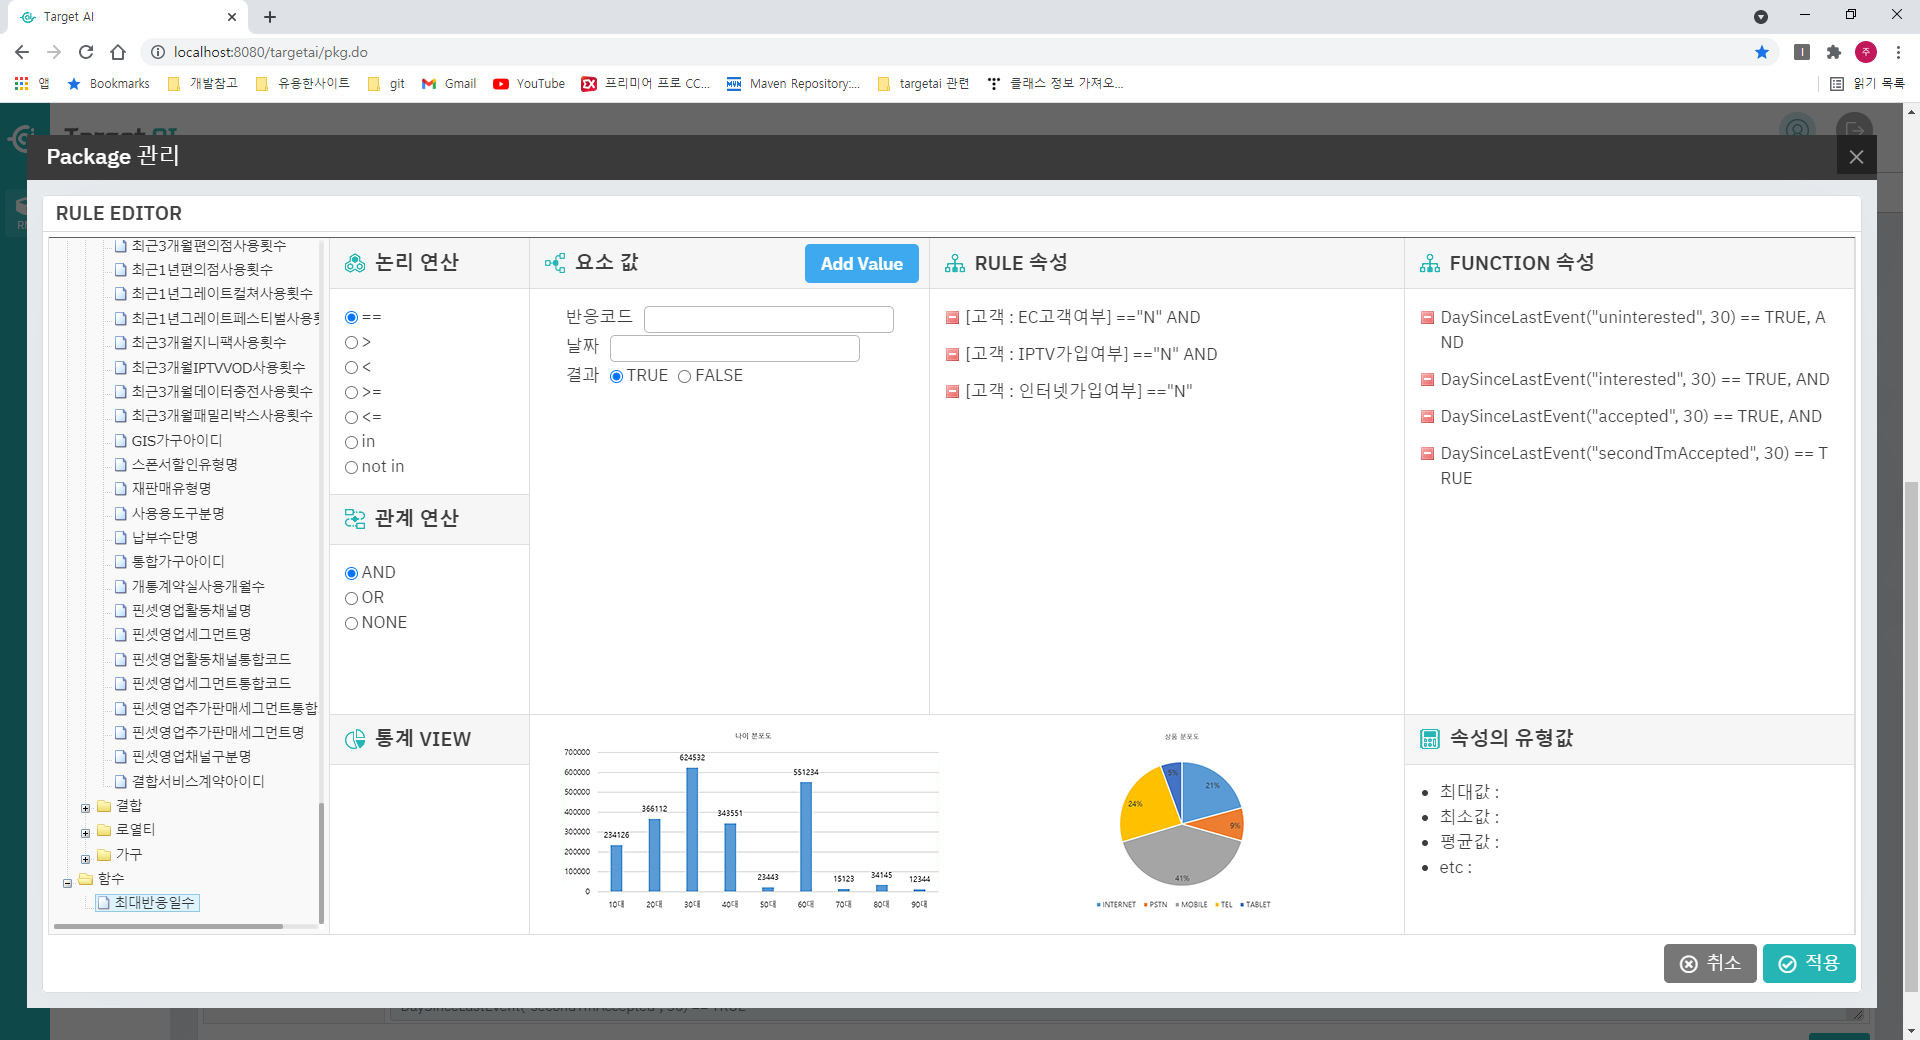 Target AI
localhost:8080/targetai/pkg.do
주
앱
Bookmarks
개발참고
유용한사이트
git
Gmail
YouTube
프리미어 프로 CC...
Maven Repository:...
targetai 관련
클래스 정보 가져오...
읽기 목록
Package 관리
RULE EDITOR
최근3개월편의점사용횟수
최근1년편의점사용횟수
최근1년그레이트컬쳐사용횟수
최근1년그레이트페스티벌사용횟
최근3개월지니팩사용횟수
최근3개월IPTVVOD사용횟수
최근3개월데이터충전사용횟수
최근3개월패밀리박스사용횟수
GIS가구아이디
스폰서할인유형명
재판매유형명
사용용도구분명
납부수단명
통합가구아이디
개통계약실사용개월수
핀셋영업활동채널명
핀셋영업세그먼트명
핀셋영업활동채널통합코드
핀셋영업세그먼트통합코드
핀셋영업추가판매세그먼트통합
핀셋영업추가판매세그먼트명
핀셋영업채널구분명
결합서비스계약아이디
결합
로열티
가구
함수
최대반응일수
논리 연산
==
>
<
>=
<=
in
not in
관계 연산
AND
OR
NONE
통계 VIEW
요소 값
Add Value
반응코드
날짜
결과 TRUE FALSE
RULE 속성
[고객 : EC고객여부] =="N" AND
[고객 : IPTV가입여부] =="N" AND
[고객 : 인터넷가입여부] =="N"
FUNCTION 속성
DaySinceLastEvent("uninterested", 30) == TRUE, A
ND
DaySinceLastEvent("interested", 30) == TRUE, AND
DaySinceLastEvent("accepted", 30) == TRUE, AND
DaySinceLastEvent("secondTmAccepted", 30) == T
RUE
나이 분포도
700000
600000
500000
400000
300000
200000
100000
0
234126
366112
624532
343551
23443
551234
15123
34145
12344
10대 20대 30대 40대 50대 60대 70대 80대 90대
상품 분포도
5%
21%
24%
9%
41%
INTERNET PSTN MOBILE TEL TABLET
속성의 유형값
최대값 :
최소값 :
평균값 :
etc :
취소
적용
DaySinceLastEvent("secondTmAccepted", 30) == TRUE